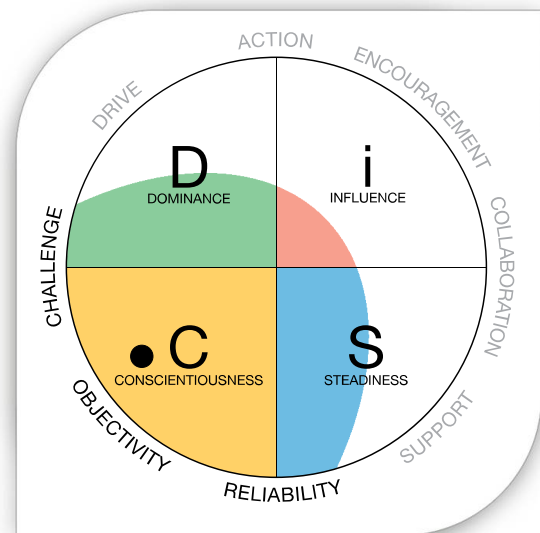 ACTION
ENCOURAGEMENT
DRIVE
D
DOMINANCE
i
INFLUENCE
CHALLENGE
COLLABORATION
C
CONSCIENTIOUSNESS
S
STEADINESS
OBJECTIVITY
SUPPORT
RELIABILITY